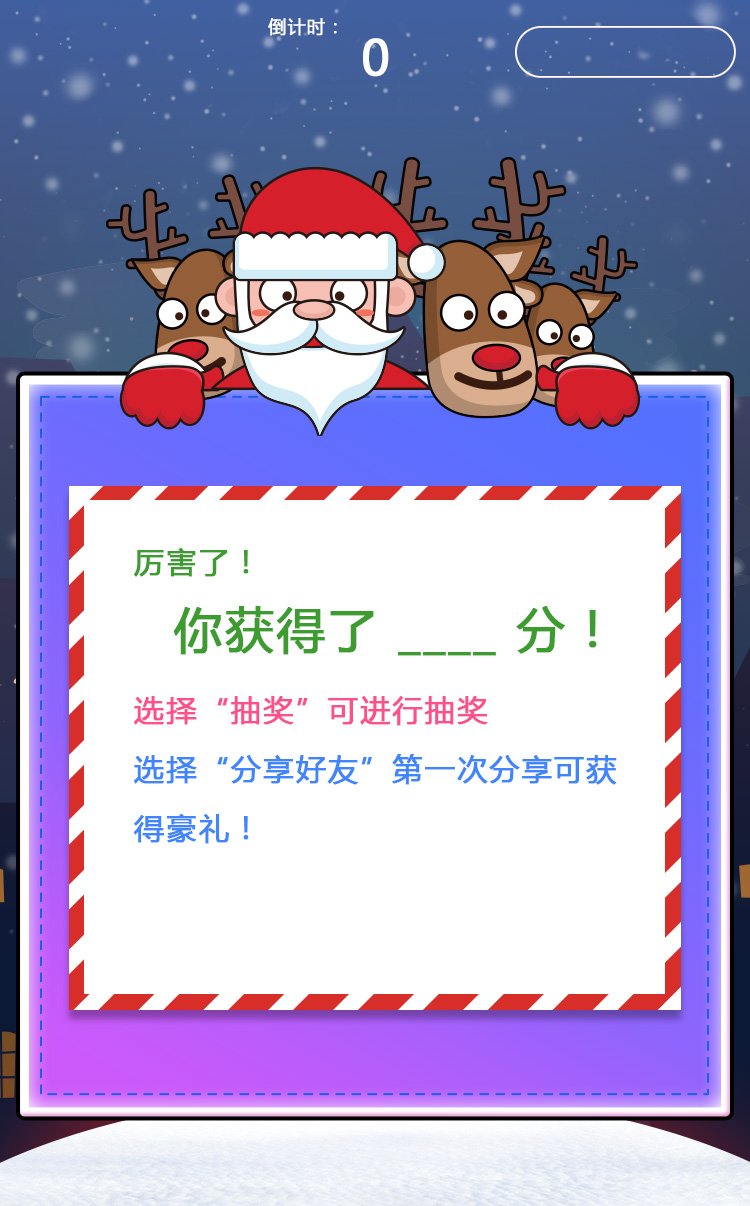 倒计时：
0
厉害了！
你获得了 ____ 分！
选择“抽奖”可进行抽奖
选择“分享好友”第一次分享可获
得豪礼！